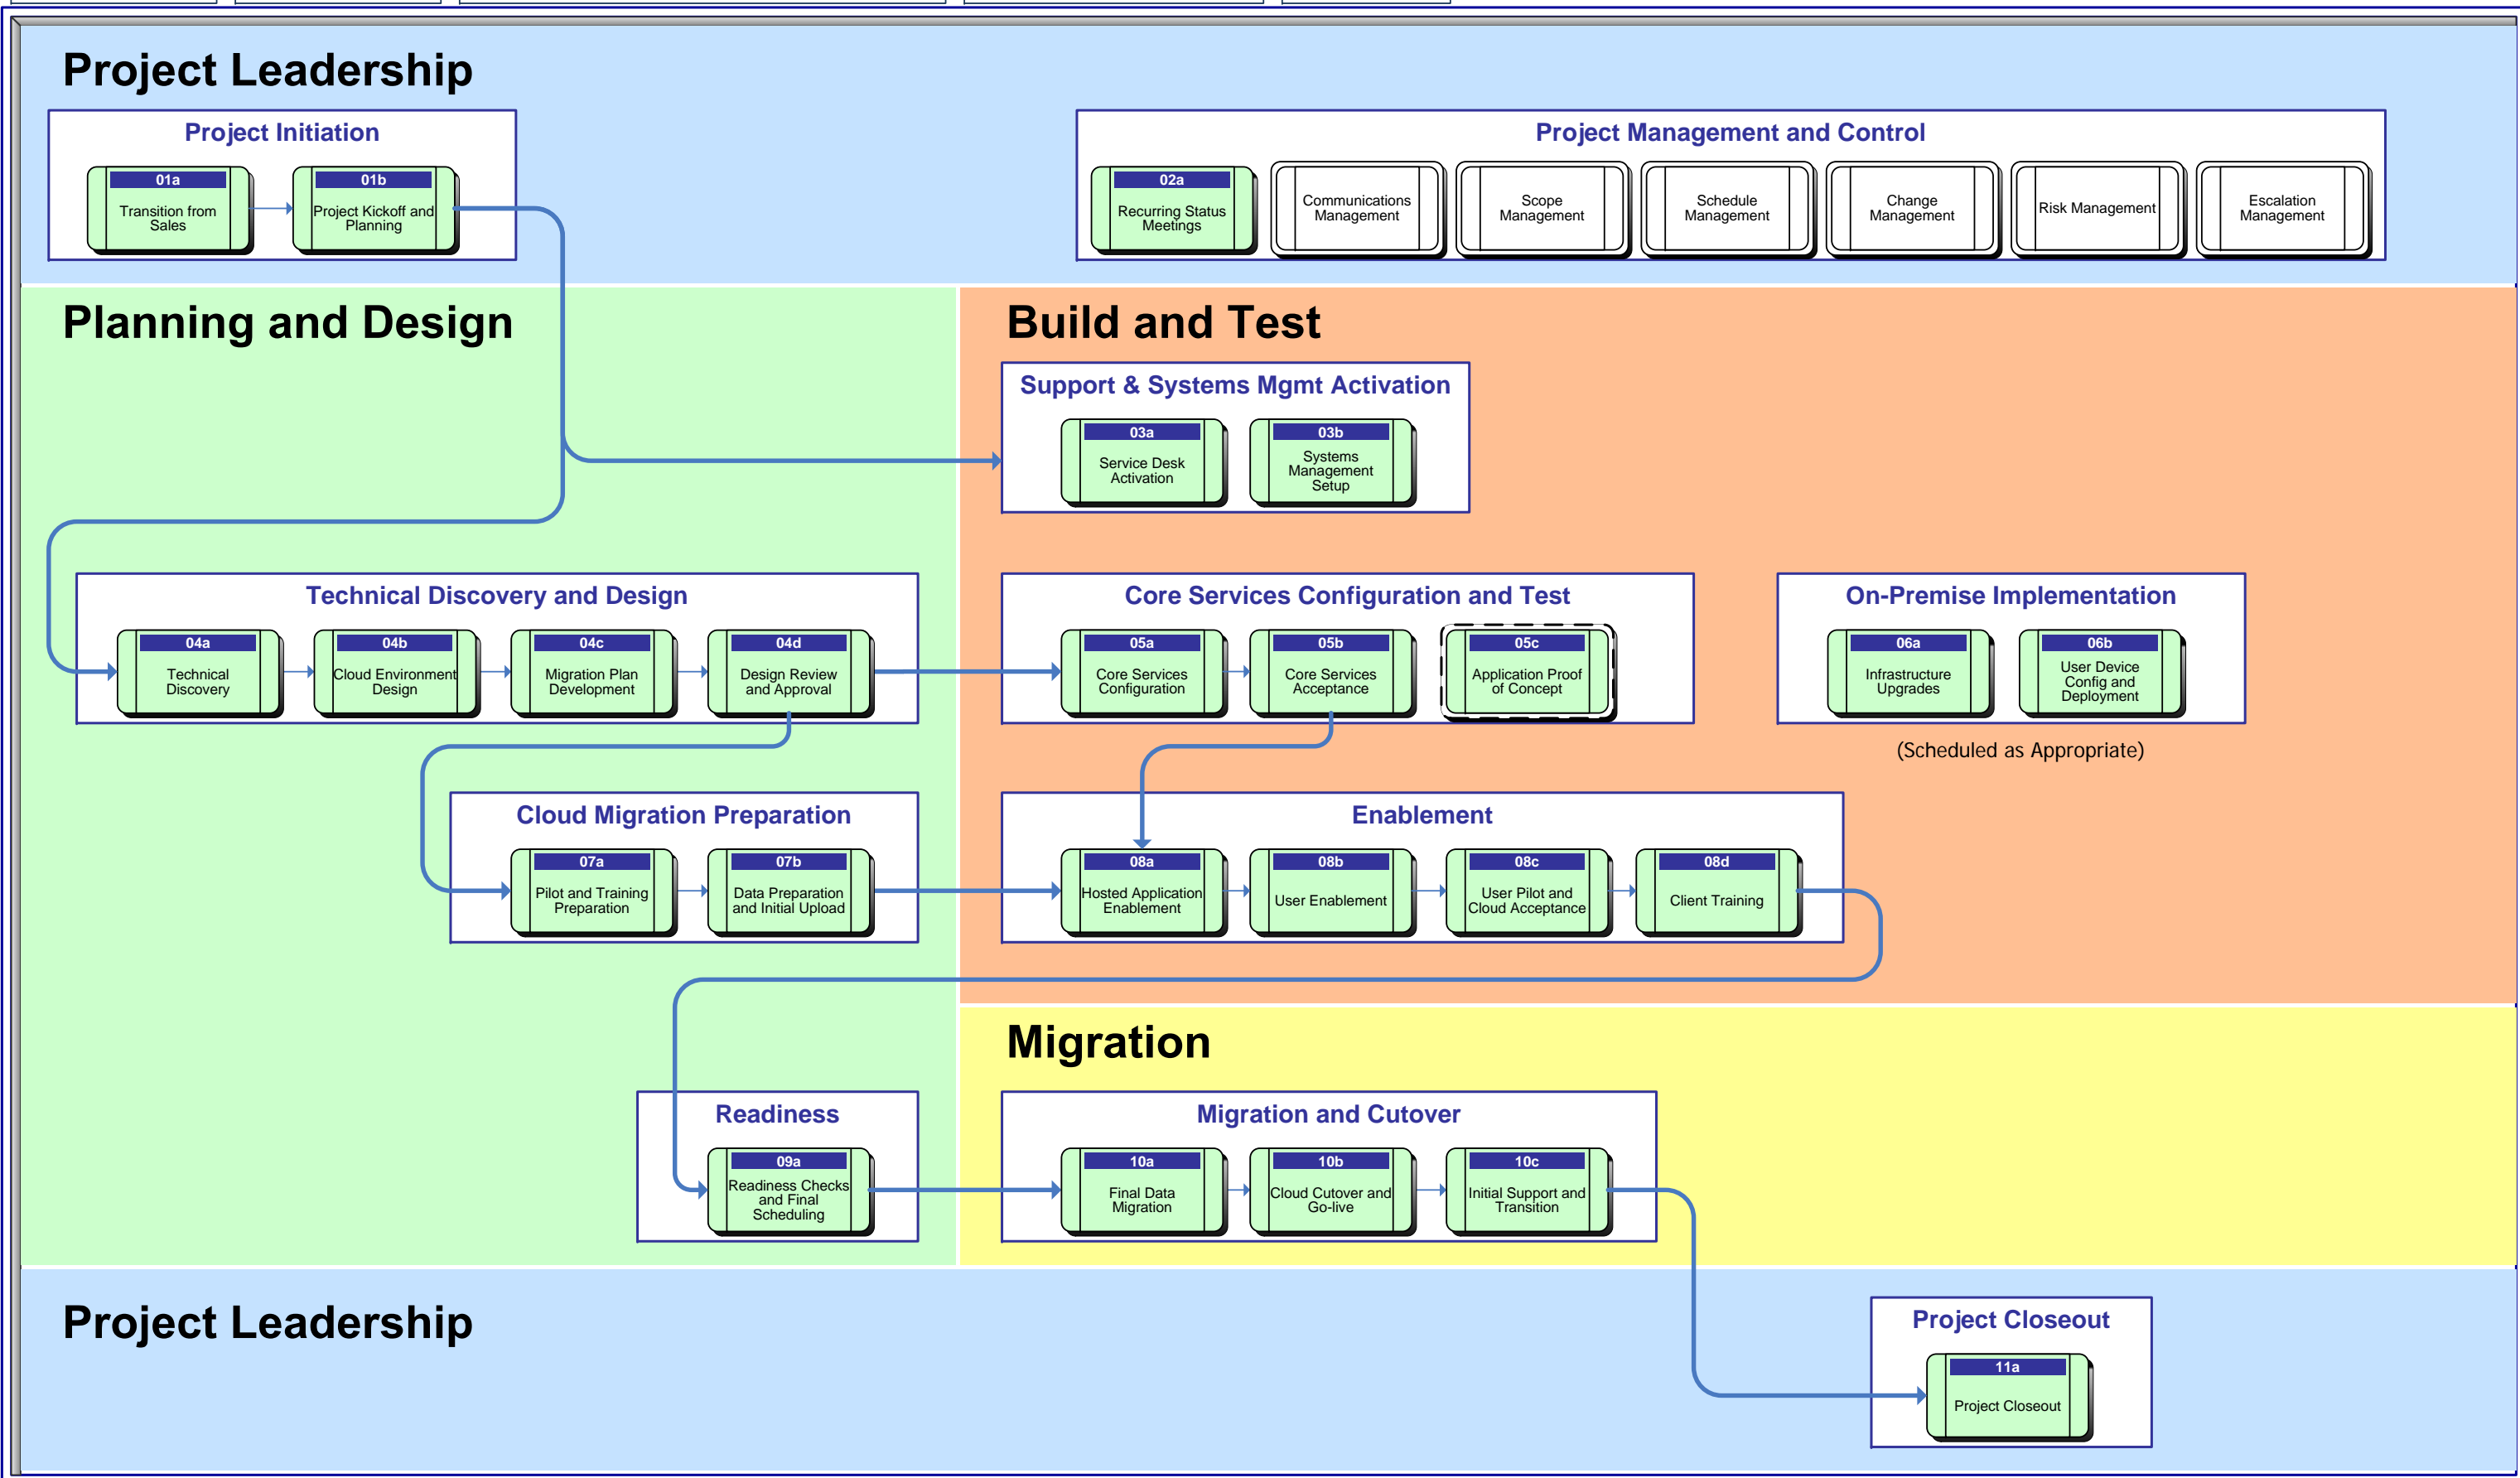 Project Leadership
Project Initiation
01a
Transition from
Sales
01b
Project Kickoff and
Planning
Project Management and Control
02a
Recurring Status
Meetings
Communications
Management
Scope
Management
Schedule
Management
Change
Management
Risk Management
Escalation
Management
Planning and Design
Build and Test
Support & Systems Mgmt Activation
03a
Service Desk
Activation
03b
Systems
Management
Setup
Technical Discovery and Design
04a
Technical
Discovery
04b
Cloud Environment
Design
04c
Migration Plan
Development
04d
Design Review
and Approval
Core Services Configuration and Test
05a
Core Services
Configuration
05b
Core Services
Acceptance
05c
Application Proof
of Concept
On-Premise Implementation
06a
Infrastructure
Upgrades
06b
User Device
Config and
Deployment
(Scheduled as Appropriate)
Cloud Migration Preparation
07a
Pilot and Training
Preparation
07b
Data Preparation
and Initial Upload
Enablement
08a
Hosted Application
Enablement
08b
User Enablement
08c
User Pilot and
Cloud Acceptance
08d
Client Training
Migration
Readiness
09a
Readiness Checks
and Final
Scheduling
Migration and Cutover
10a
Final Data
Migration
10b
Cloud Cutover and
Go-live
10c
Initial Support and
Transition
Project Leadership
Project Closeout
11a
Project Closeout